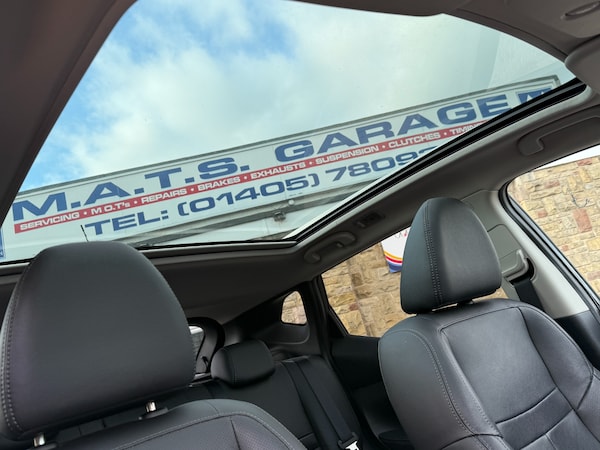 M.A.T.S. GARAGE
SERVICING • M O.T's • REPAIRS • BRAKES • EXHAUSTS • SUSPENSION • CLUTCHES •
TEL: (01405) 7809